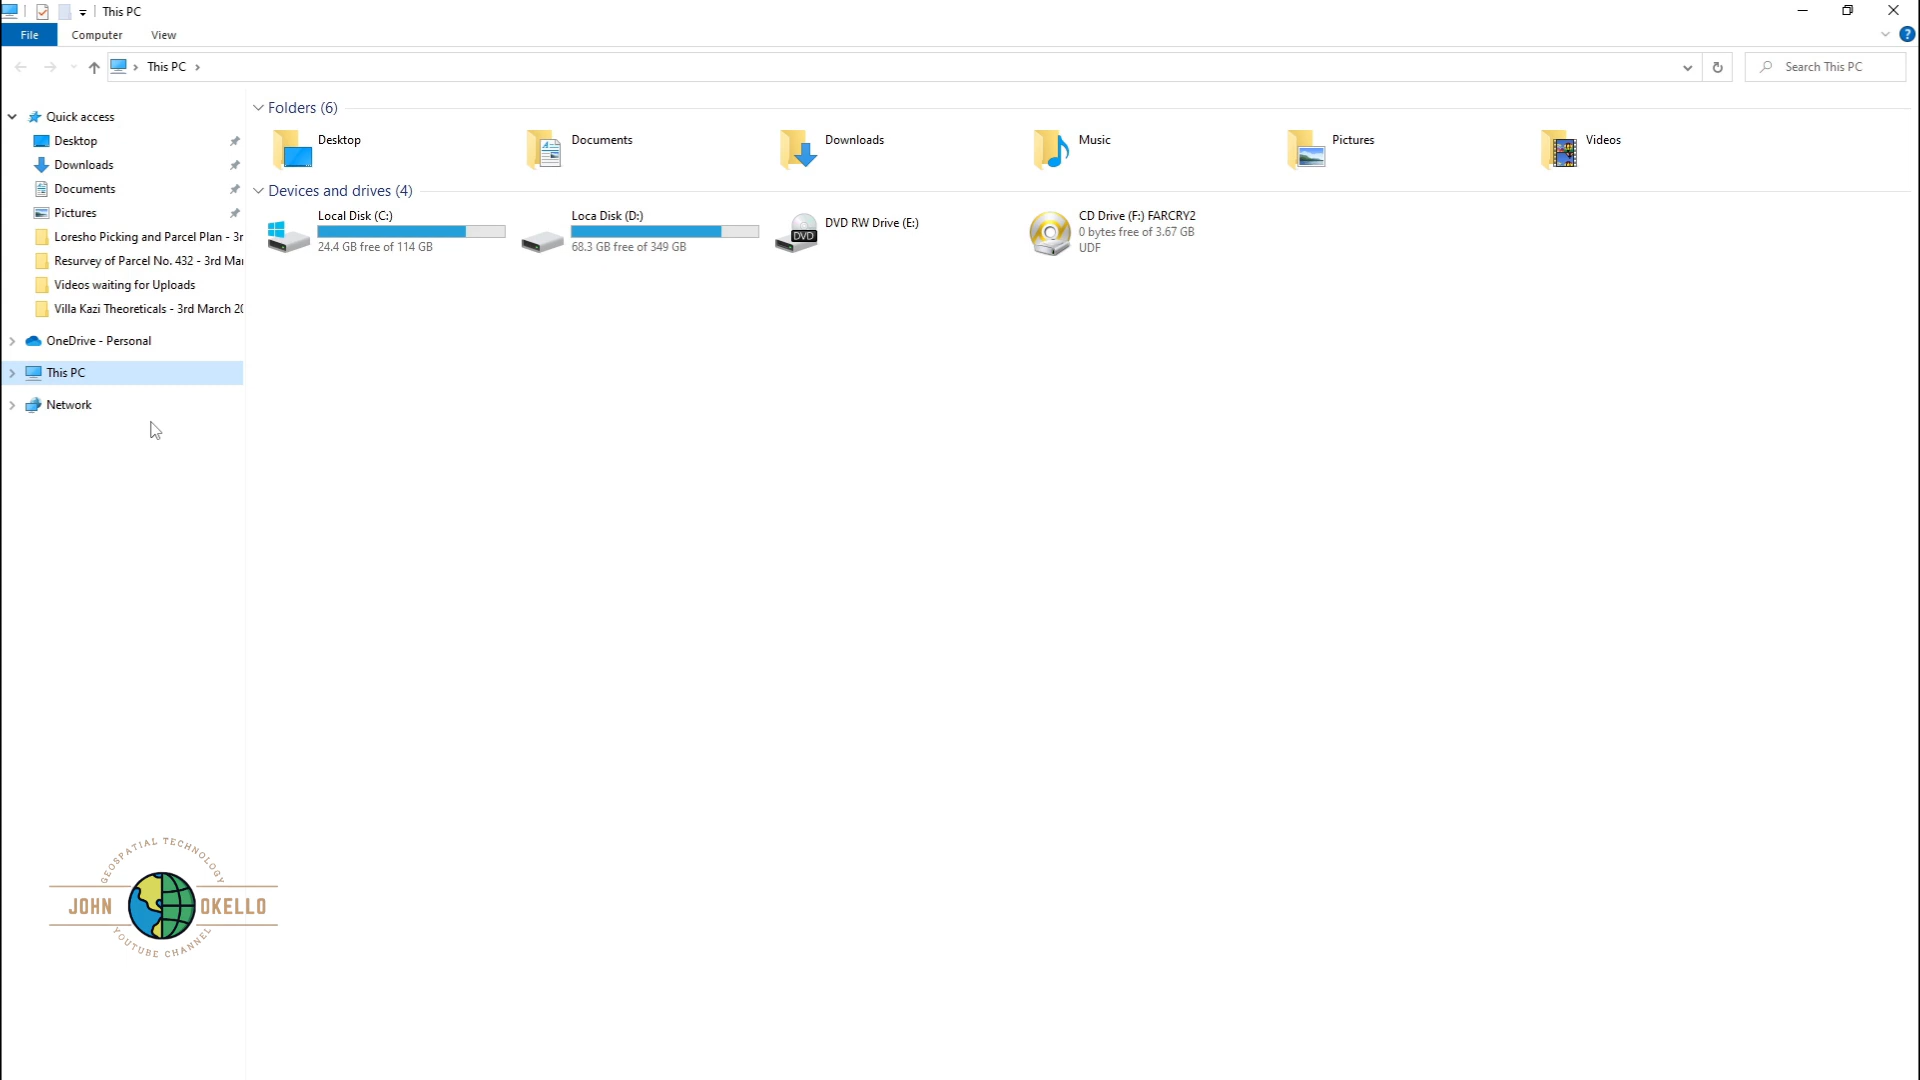 This PC
File Computer View
This PC
Search This PC
Quick access
Desktop
Downloads
Documents
Pictures
Loresho Picking and Parcel Plan - 3r
Resurvey of Parcel No. 432 - 3rd Mar
Videos waiting for Uploads
Villa Kazi Theoreticals - 3rd March 20
OneDrive - Personal
This PC
Network
Folders (6)
Desktop Documents Downloads Music Pictures Videos
Devices and drives (4)
Local Disk (C:)
24.4 GB free of 114 GB
Loca Disk (D:)
68.3 GB free of 349 GB
DVD
DVD RW Drive (E:)
CD Drive (F:) FARCRY2
0 bytes free of 3.67 GB
UDF
GEOSPATIAL TECHNOLOGY
JOHN OKELLO
YOUTUBE CHANNEL